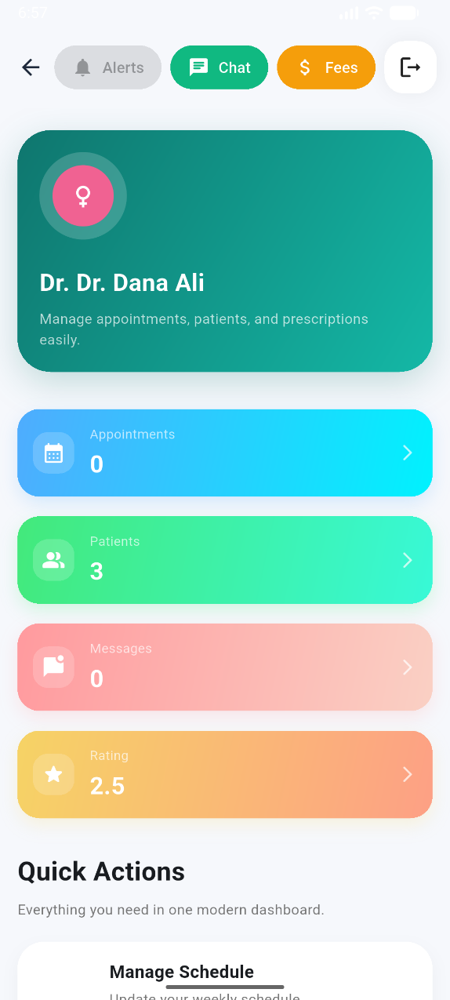 6:57
Alerts
Chat
Fees
Dr. Dr. Dana Ali
Manage appointments, patients, and prescriptions
easily.
Appointments
0
Patients
3
Messages
0
Rating
2.5
Quick Actions
Everything you need in one modern dashboard.
Manage Schedule
Update your weekly schedule